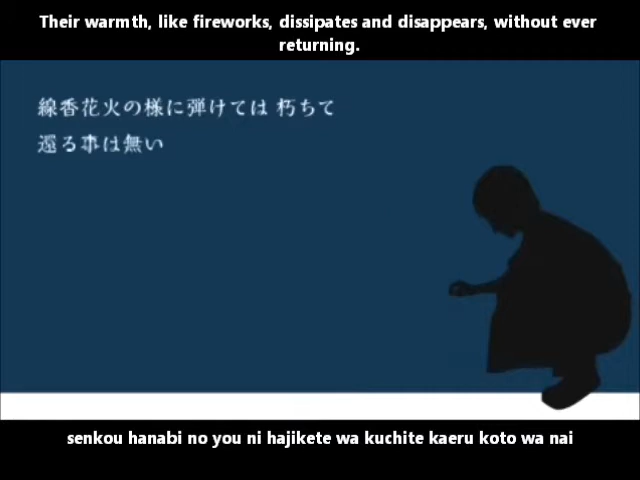 Their warmth, like fireworks, dissipates and disappears, without ever
returning.
線香花火の様に弾けては 朽ちて
還る事は無い
senkou hanabi no you ni hajikete wa kuchite kaeru koto wa nai